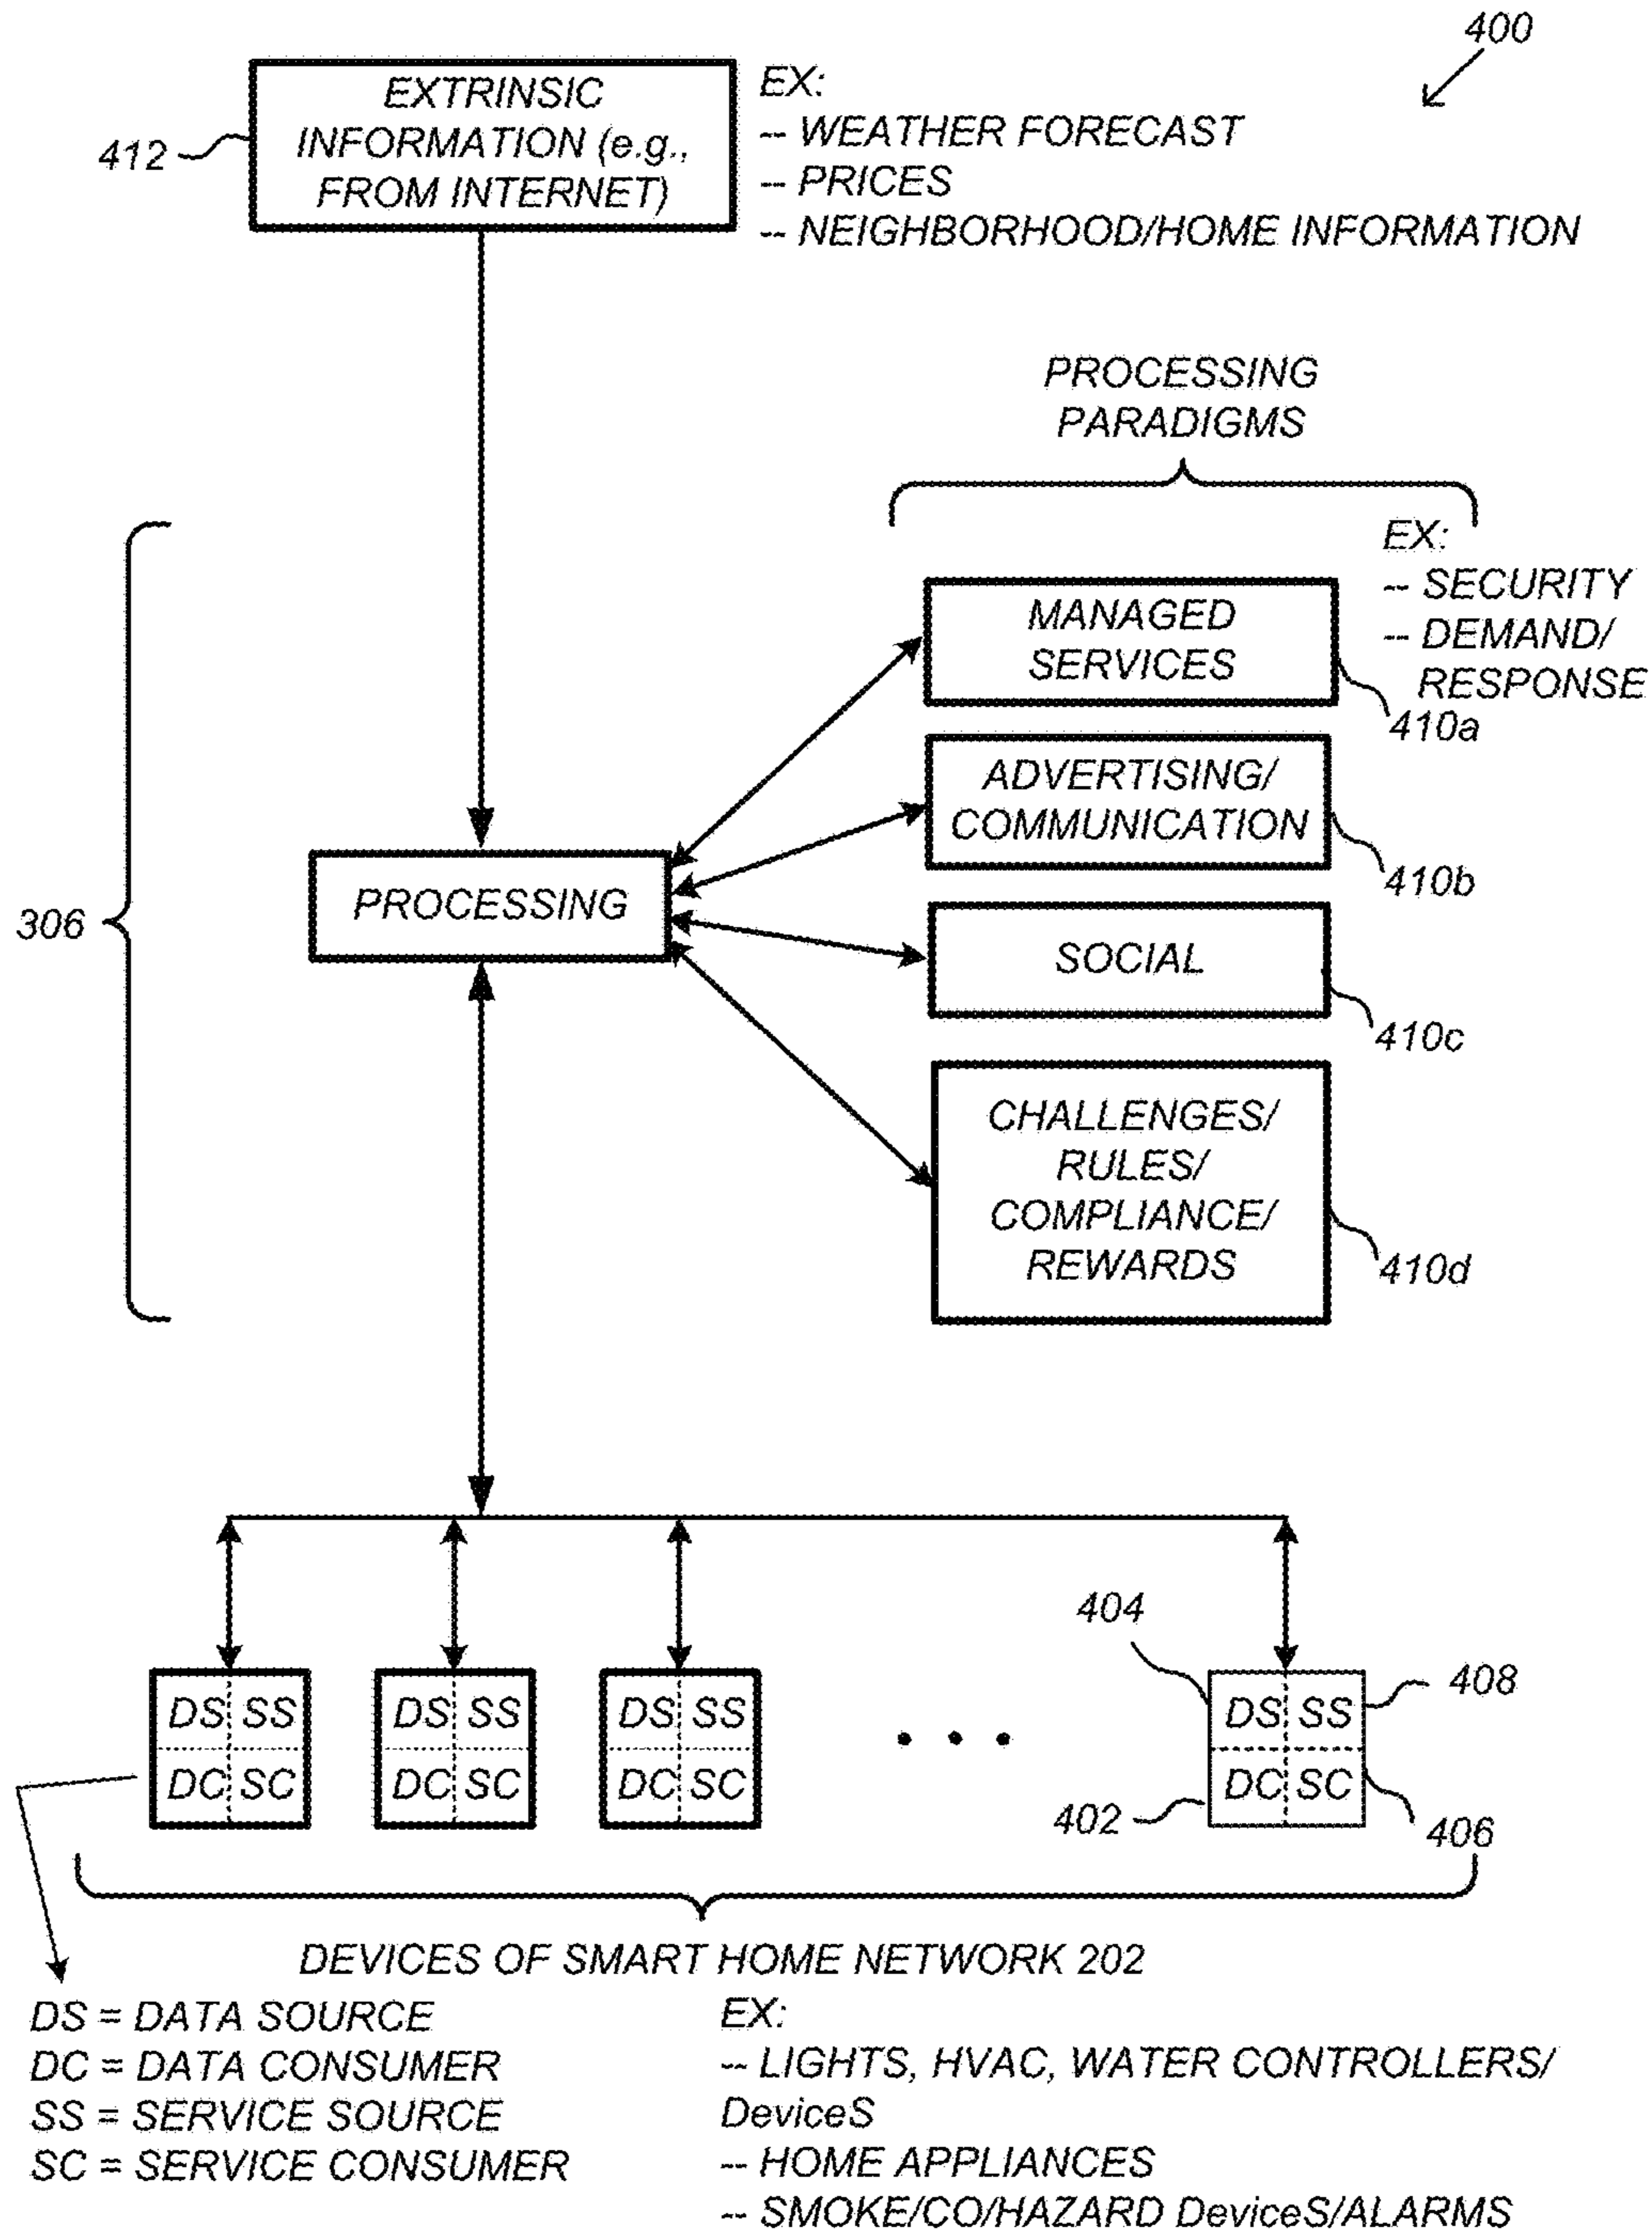 400
EXTRINSIC
INFORMATION (e.g.,
FROM INTERNET)
412
EX:
-- WEATHER FORECAST
-- PRICES
-- NEIGHBORHOOD/HOME INFORMATION
PROCESSING
PARADIGMS
EX:
-- SECURITY
-- DEMAND/
RESPONSE
MANAGED
SERVICES
410a
ADVERTISING/
COMMUNICATION
410b
306
PROCESSING
SOCIAL
410c
CHALLENGES/
RULES/
COMPLIANCE/
REWARDS
410d
404
408
DS SS
DC SC
DS SS
DC SC
DS SS
DC SC
• • •
DS SS
DC SC
402
406
DEVICES OF SMART HOME NETWORK 202
DS = DATA SOURCE
DC = DATA CONSUMER
SS = SERVICE SOURCE
SC = SERVICE CONSUMER
EX:
-- LIGHTS, HVAC, WATER CONTROLLERS/
DeviceS
-- HOME APPLIANCES
-- SMOKE/CO/HAZARD DeviceS/ALARMS